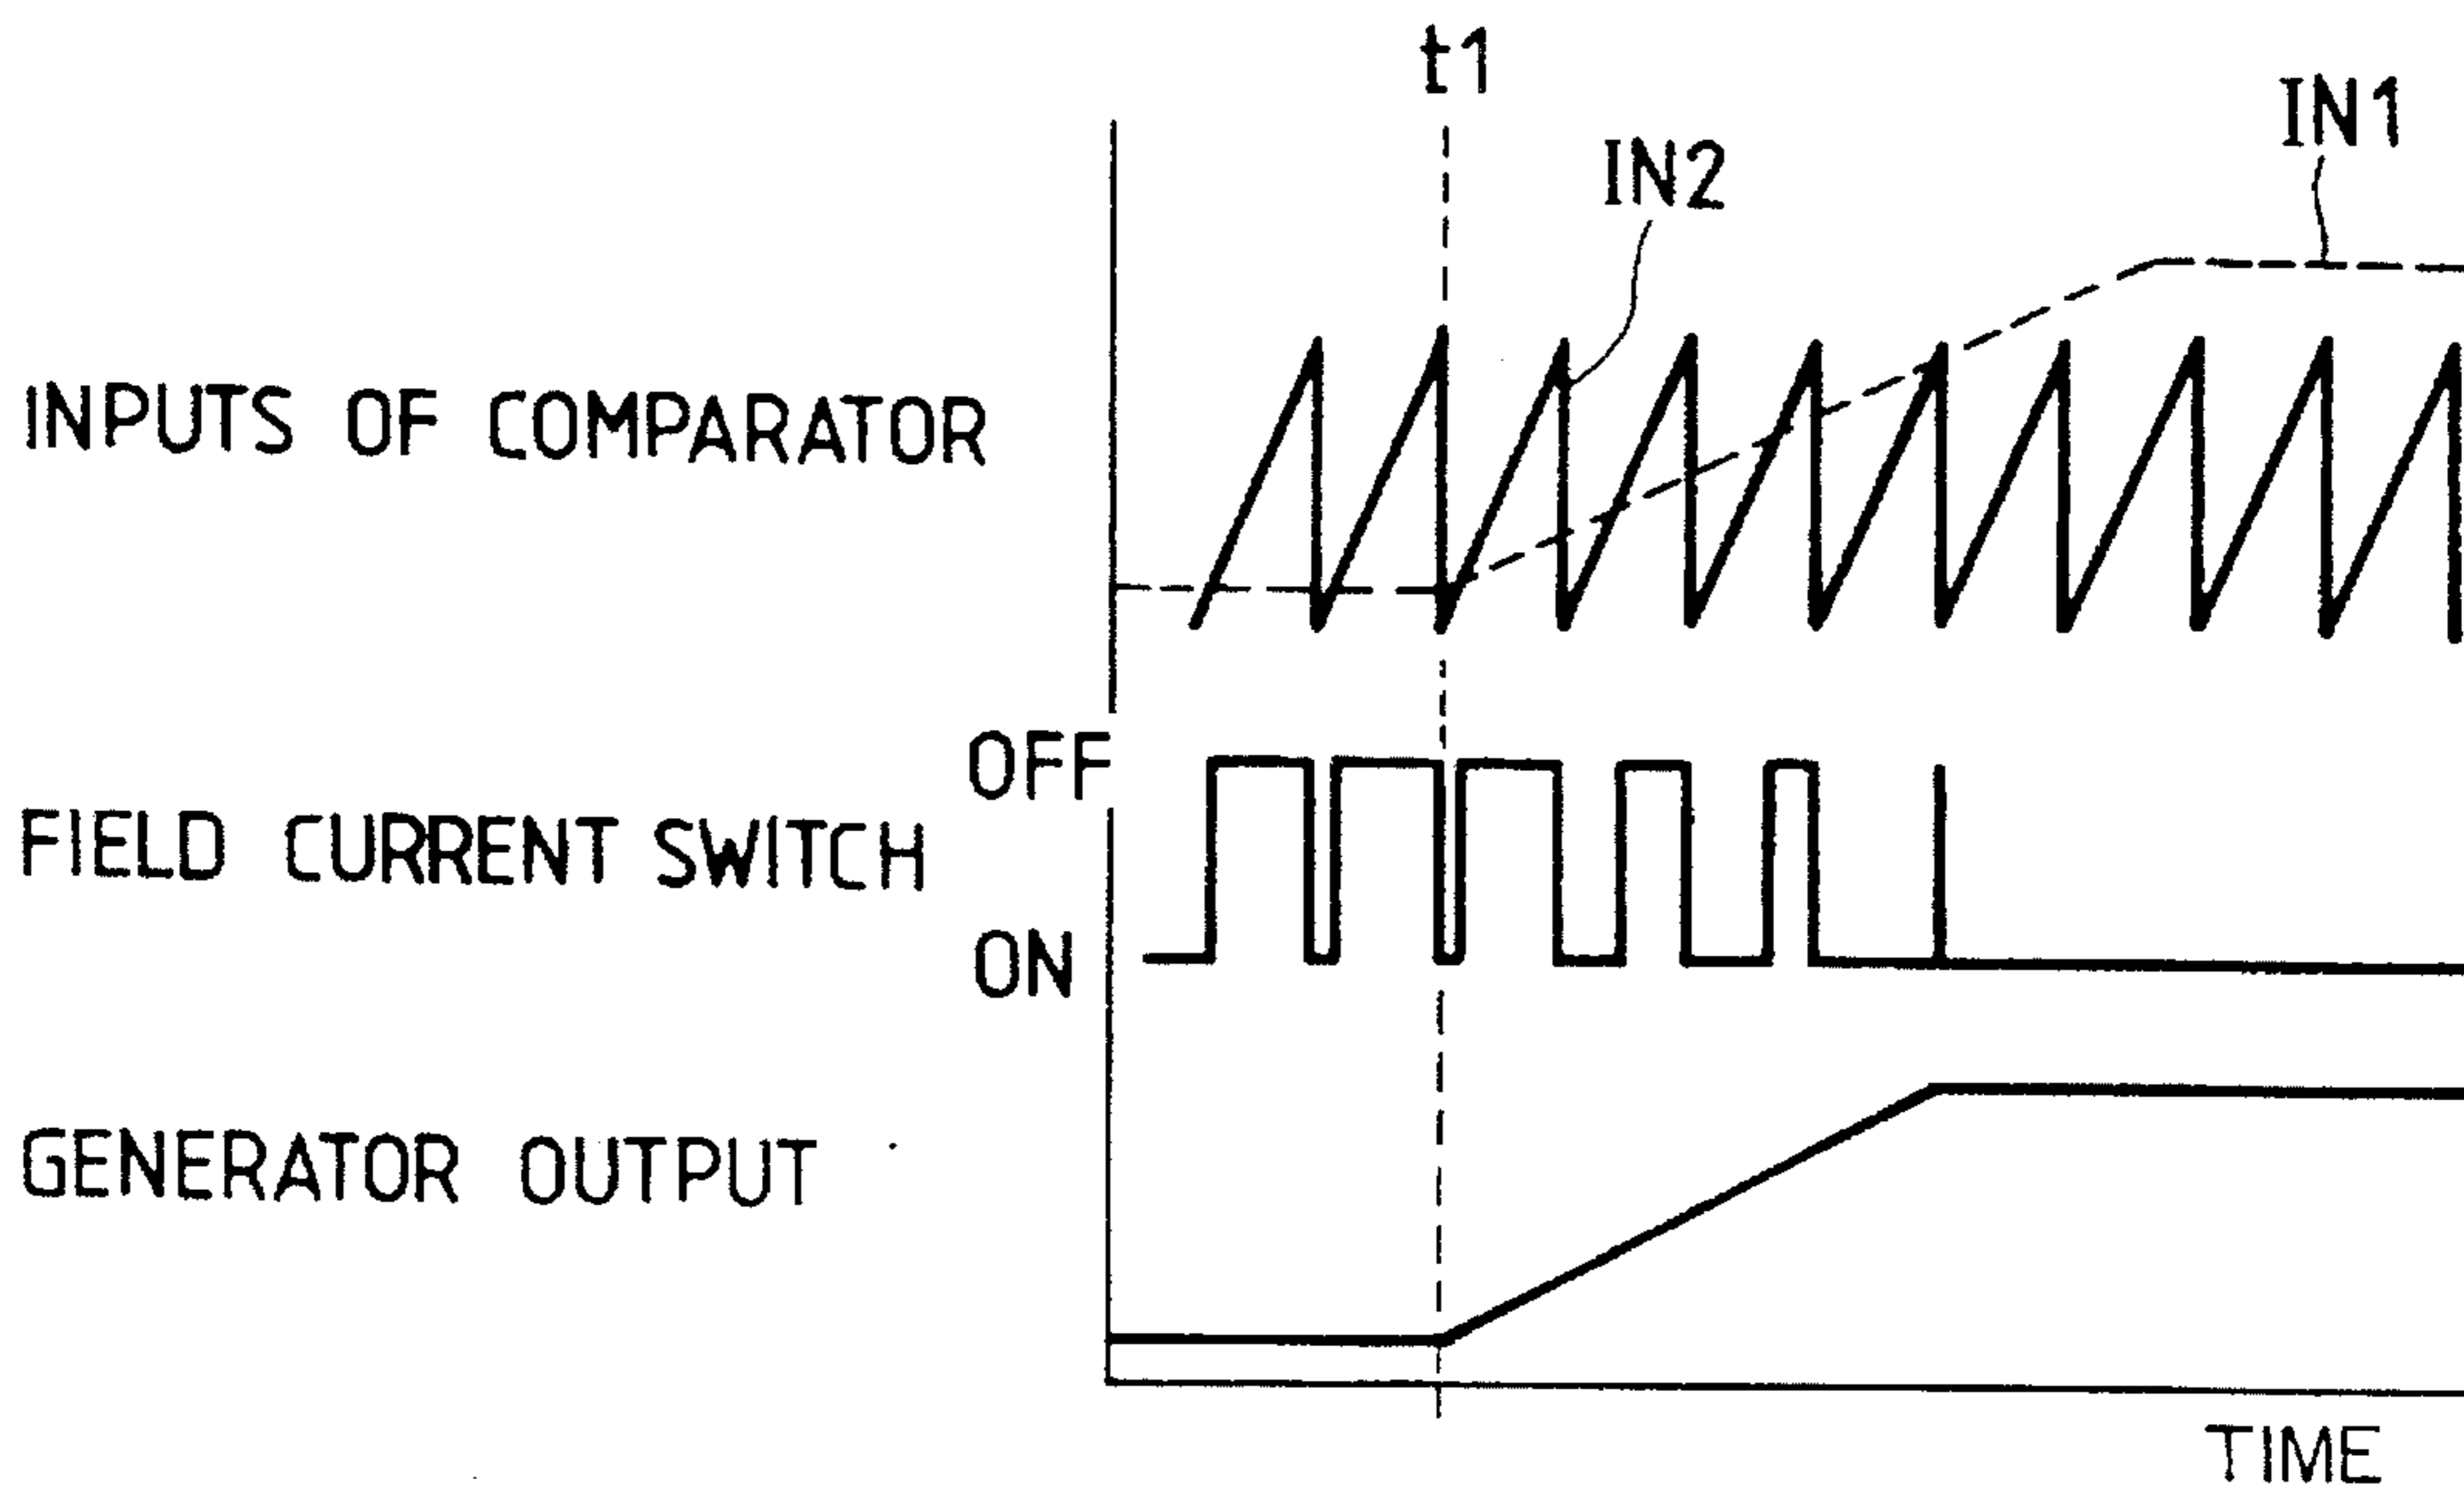 t1
IN1
IN2
INPUTS OF COMPARATOR
OFF
FIELD CURRENT SWITCH
ON
GENERATOR OUTPUT
TIME